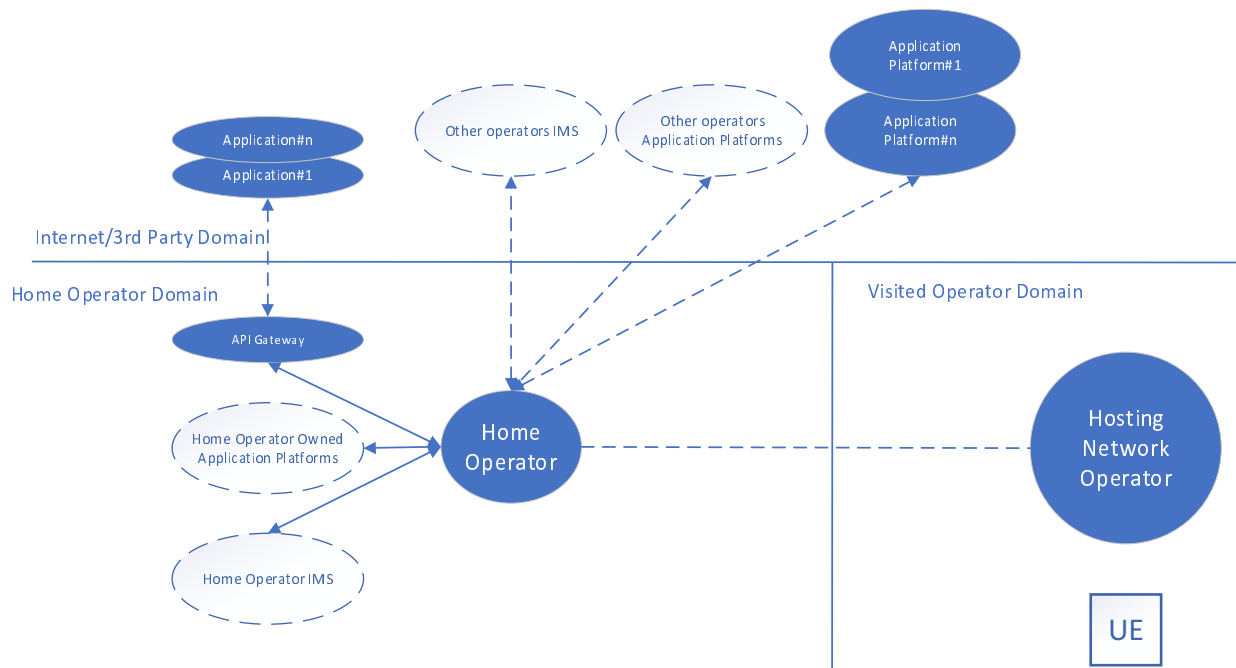 Application
Platform#1
Application
Platform#n
Other operators IMS
Other operators
Application Platforms
Application#n
Application#1
Internet/3rd Party Domain
Home Operator Domain
Visited Operator Domain
API Gateway
Home Operator Owned
Application Platforms
Home
Operator
Hosting
Network
Operator
Home Operator IMS
UE